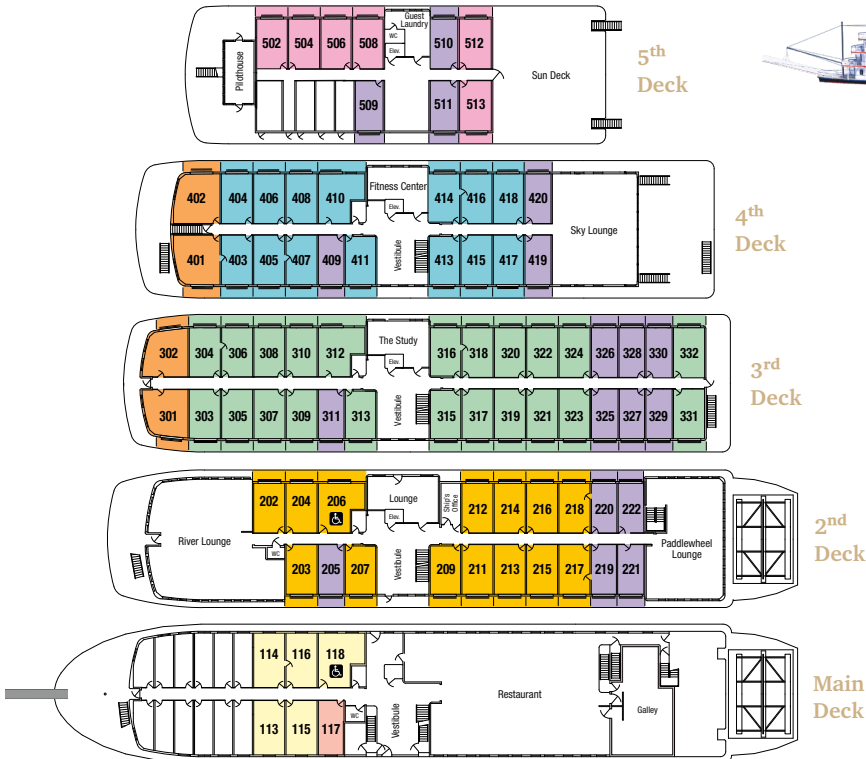 Guest
Laundry
502 504 506 508 WC 510 512
Elev.
Pilothouse
Sun Deck
509 511 513
5th
Deck
402 404 406 408 410 Fitness Center 414 416 418 420
Elev.
Sky Lounge
401 403 405 407 409 411 Vestibule 413 415 417 419
4th
Deck
302 304 306 308 310 312 The Study 316 318 320 322 324 326 328 330 332
Elev.
301 303 305 307 309 311 313 Vestibule 315 317 319 321 323 325 327 329 331
3rd
Deck
202 204 206 Lounge Ship's Office 212 214 216 218 220 222
Elev.
River Lounge
WC
Paddlewheel
Lounge
203 205 207 Vestibule 209 211 213 215 217 219 221
2nd
Deck
114 116 118
Restaurant
Galley
113 115 117 WC Vestibule
Main
Deck